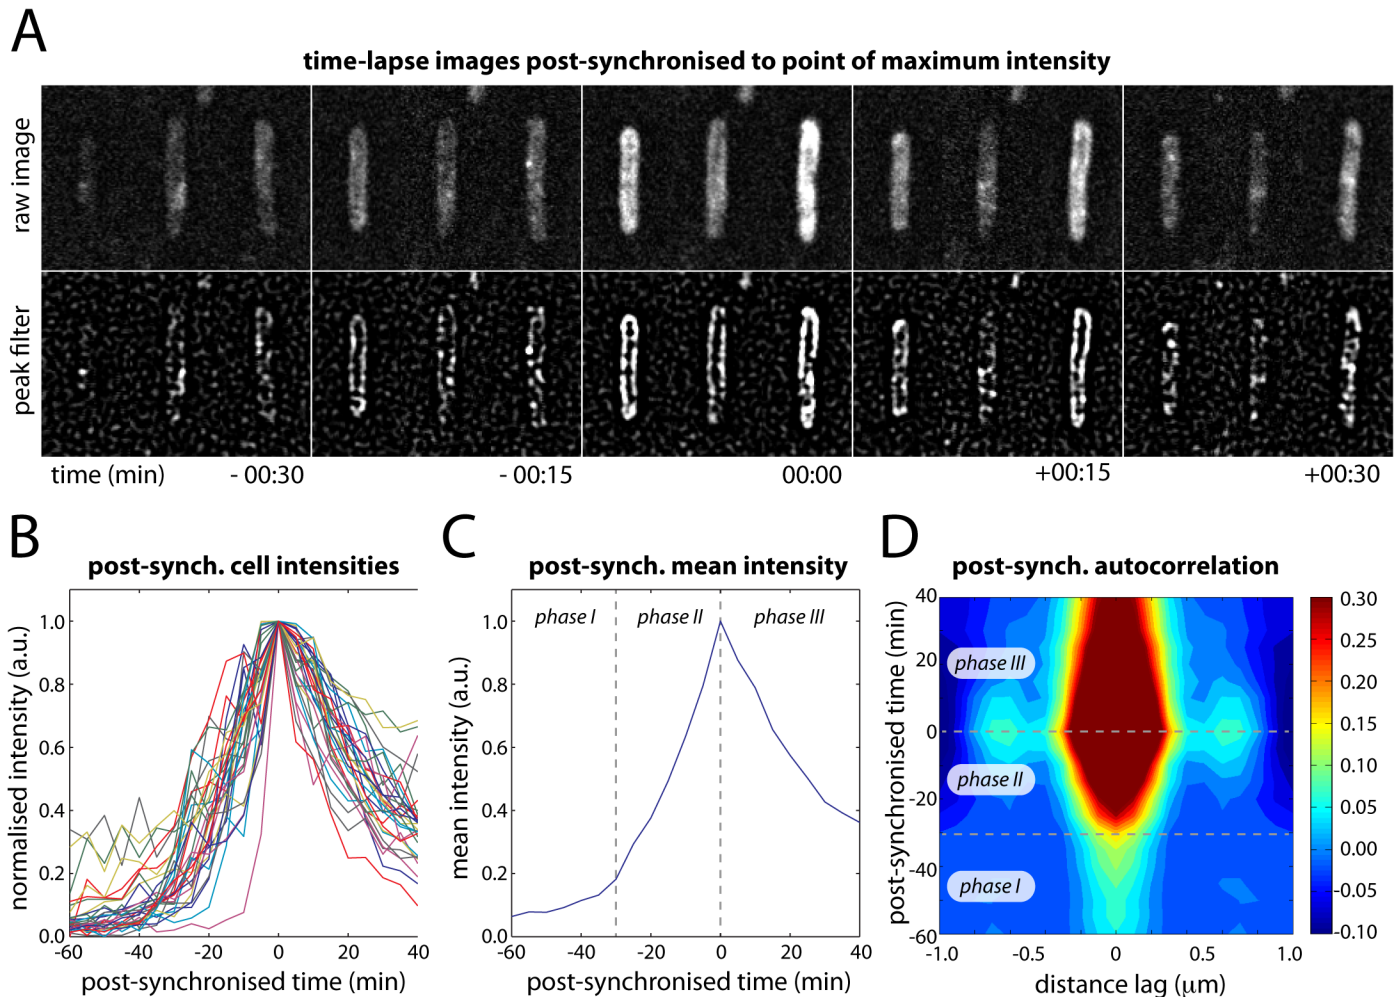 A
time-lapse images post-synchronised to point of maximum intensity
raw image
peak filter
time (min)
- 00:30
- 00:15
00:00
+00:15
+00:30
B
post-synch. cell intensities
normalised intensity (a.u.)
1.0
0.8
0.6
0.4
0.2
0.0
-60
-40
-20
0
20
40
post-synchronised time (min)
C
post-synch. mean intensity
mean intensity (a.u.)
phase I
phase II
phase III
1.0
0.8
0.6
0.4
0.2
0.0
-60
-40
-20
0
20
40
post-synchronised time (min)
D
post-synch. autocorrelation
post-synchronised time (min)
40
20
0
-20
-40
-60
phase III
phase II
phase I
-1.0
-0.5
0
0.5
1.0
distance lag (μm)
0.30
0.35
0.20
0.15
0.10
0.05
0.00
-0.05
-0.10